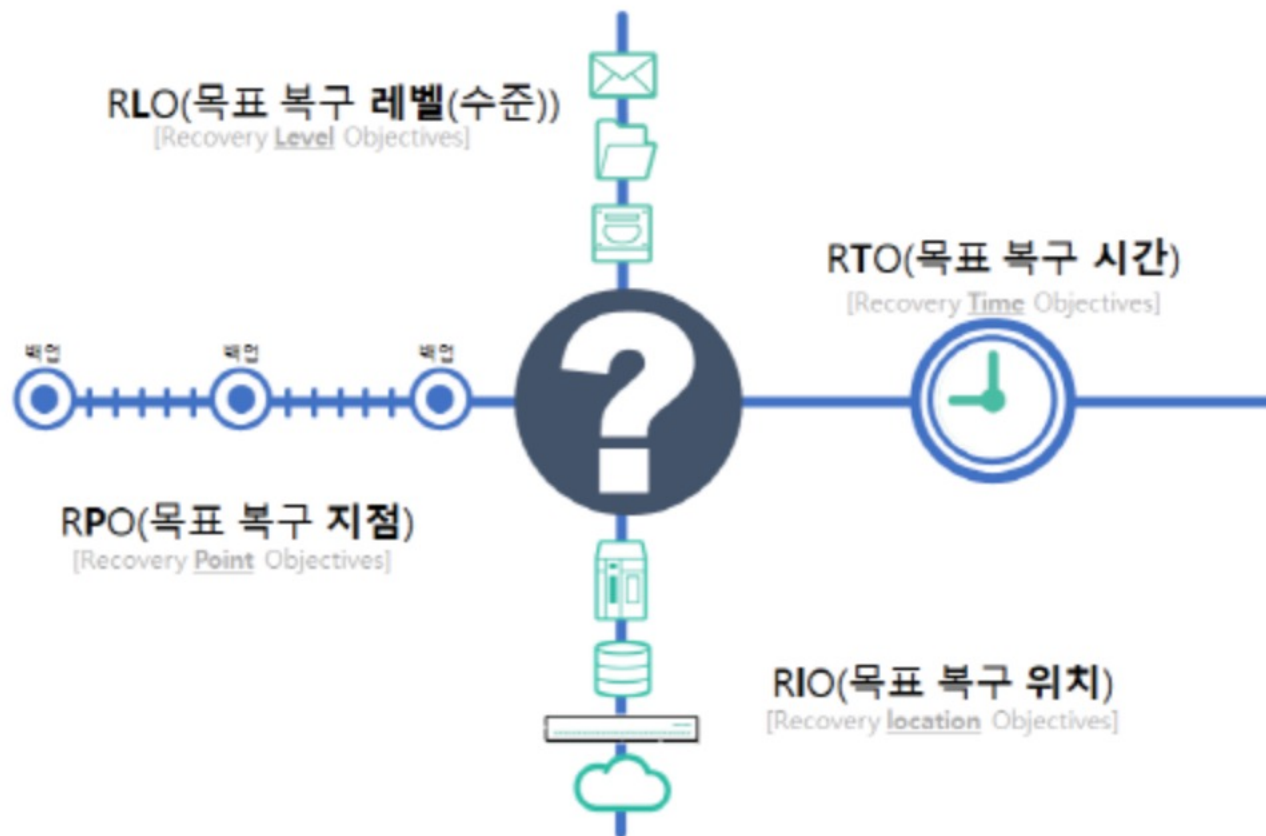 RLO(목표 복구 레벨(수준))
[Recovery Level Objectives]
RTO(목표 복구 시간)
[Recovery Time Objectives]
백업 백업 백업
?
RPO(목표 복구 지점)
[Recovery Point Objectives]
RIO(목표 복구 위치)
[Recovery location Objectives]